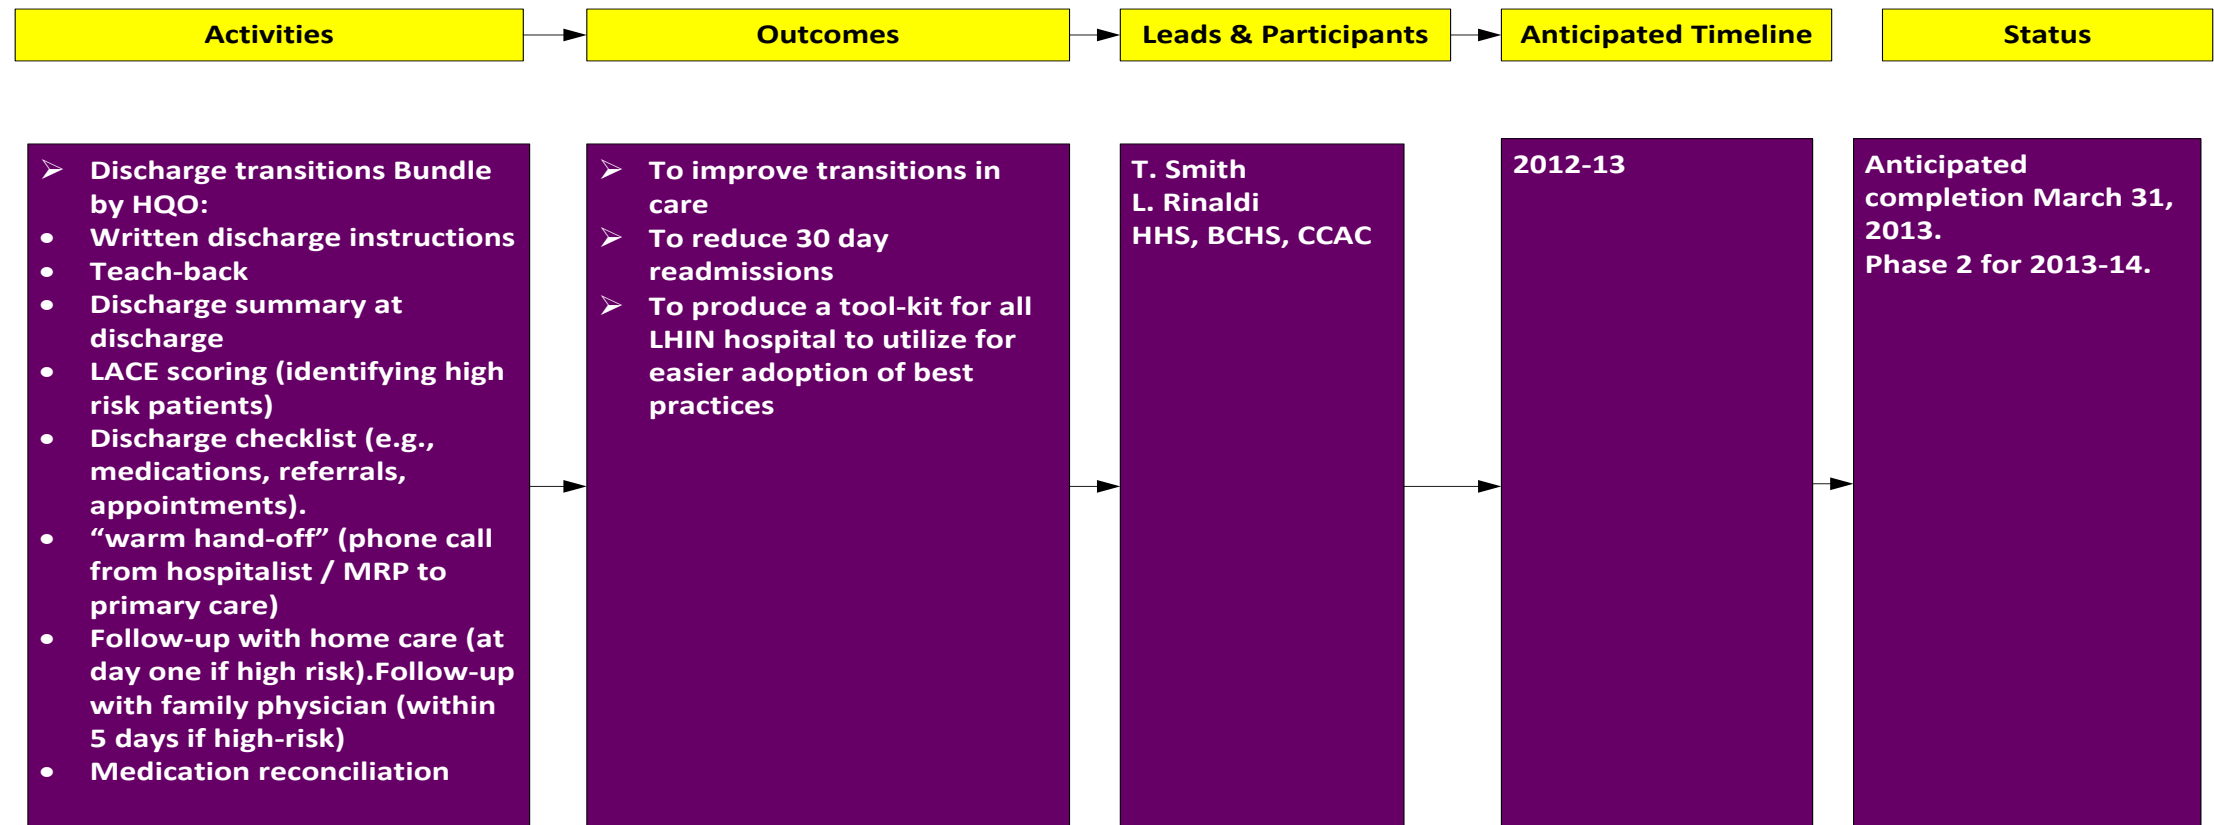 Activities
Outcomes
Leads & Participants
Anticipated Timeline
Status
➢ Discharge transitions Bundle
by HQO:
• Written discharge instructions
• Teach-back
• Discharge summary at
discharge
• LACE scoring (identifying high
risk patients)
• Discharge checklist (e.g.,
medications, referrals,
appointments).
• “warm hand-off” (phone call
from hospitalist / MRP to
primary care)
• Follow-up with home care (at
day one if high risk).Follow-up
with family physician (within
5 days if high-risk)
• Medication reconciliation
➢ To improve transitions in
care
➢ To reduce 30 day
readmissions
➢ To produce a tool-kit for all
LHIN hospital to utilize for
easier adoption of best
practices
T. Smith
L. Rinaldi
HHS, BCHS, CCAC
2012-13
Anticipated
completion March 31,
2013.
Phase 2 for 2013-14.